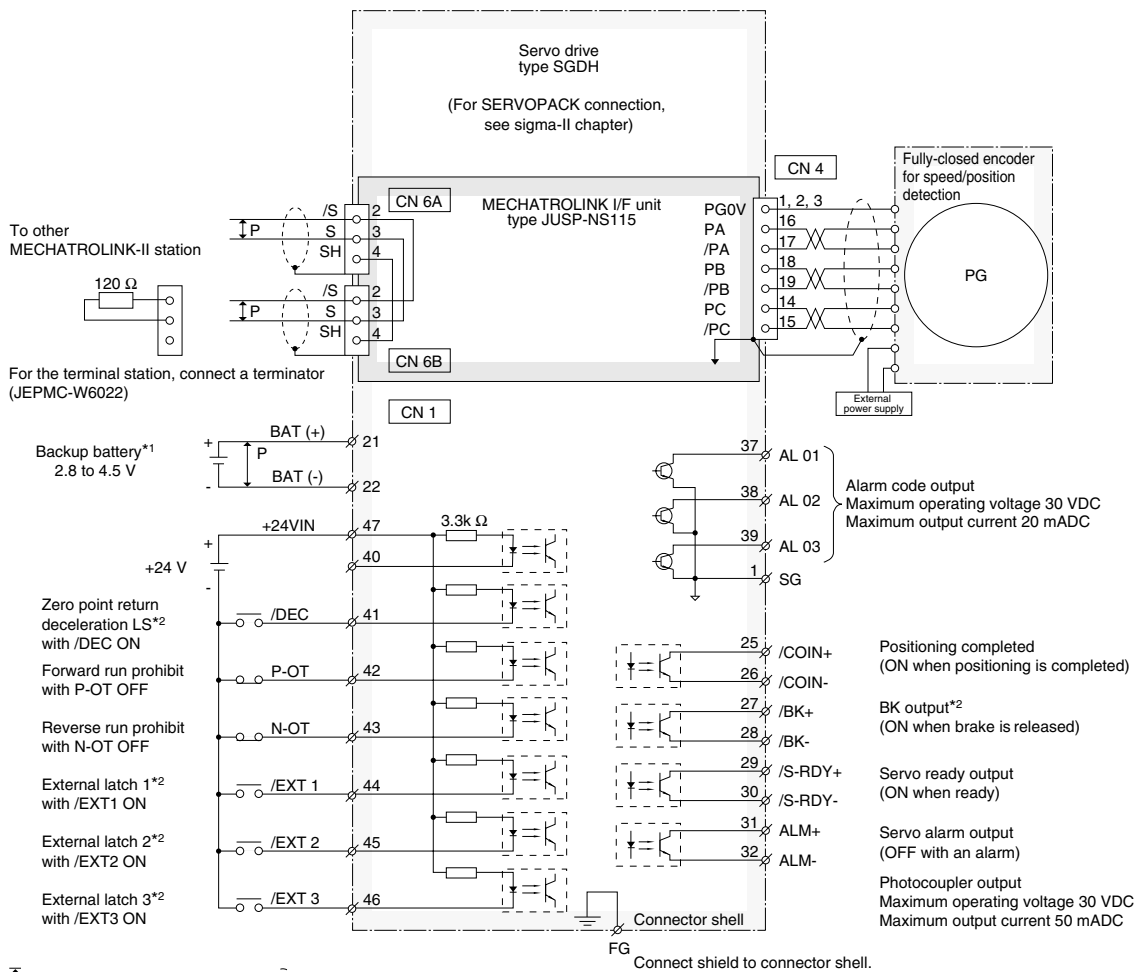 Servo drive
type SGDH
(For SERVOPACK connection,
see sigma-II chapter)
CN 4
Fully-closed encoder
for speed/position
detection
CN 6A
MECHATROLINK I/F unit
type JUSP-NS115
To other
MECHATROLINK-II station
P
/S
S
SH
2
3
4
120 Ω
P
/S
S
SH
2
3
4
CN 6B
PG0V
PA
/PA
PB
/PB
PC
/PC
1, 2, 3
16
17
18
19
14
15
PG
External
power supply
For the terminal station, connect a terminator
(JEPMC-W6022)
CN 1
Backup battery*1
2.8 to 4.5 V
+
-
BAT (+)
P
BAT (-)
21
22
+24 V
+
-
+24VIN
47
3.3k Ω
40
Zero point return
deceleration LS*2
with /DEC ON
/DEC
41
Forward run prohibit
with P-OT OFF
P-OT
42
Reverse run prohibit
with N-OT OFF
N-OT
43
External latch 1*2
with /EXT1 ON
/EXT 1
44
External latch 2*2
with /EXT2 ON
/EXT 2
45
External latch 3*2
with /EXT3 ON
/EXT 3
46
37
AL 01
38
AL 02
39
AL 03
1
SG
Alarm code output
Maximum operating voltage 30 VDC
Maximum output current 20 mADC
25
/COIN+
26
/COIN-
Positioning completed
(ON when positioning is completed)
27
/BK+
28
/BK-
BK output*2
(ON when brake is released)
29
/S-RDY+
30
/S-RDY-
Servo ready output
(ON when ready)
31
ALM+
32
ALM-
Servo alarm output
(OFF with an alarm)
Photocoupler output
Maximum operating voltage 30 VDC
Maximum output current 50 mADC
Connector shell
FG
Connect shield to connector shell.